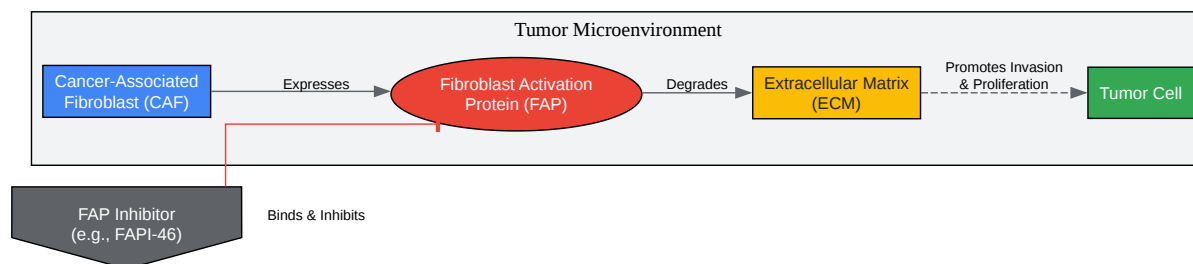 Tumor Microenvironment
Cancer-Associated
Fibroblast (CAF)
Expresses
Fibroblast Activation
Protein (FAP)
Degrades
Extracellular Matrix
(ECM)
Promotes Invasion
& Proliferation
Tumor Cell
FAP Inhibitor
(e.g., FAPI-46)
Binds & Inhibits